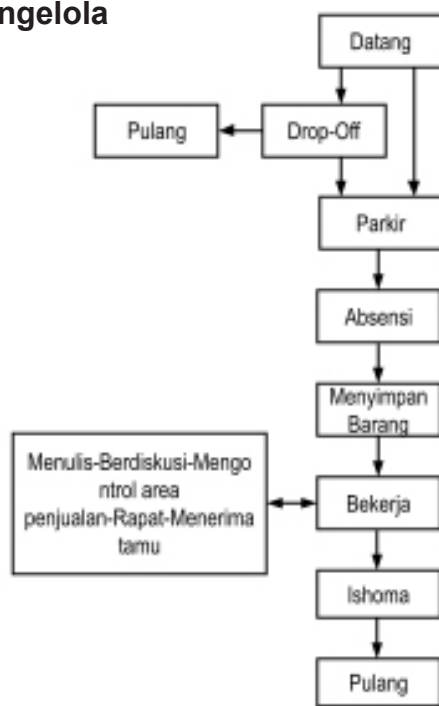 ngelola
Datang
Pulang
Drop-Off
Parkir
Absensi
Menyimpan
Barang
Menulis-Berdiskusi-Mengo
ntrol area
penjualan-Rapat-Menerima
tamu
Bekerja
Ishoma
Pulang